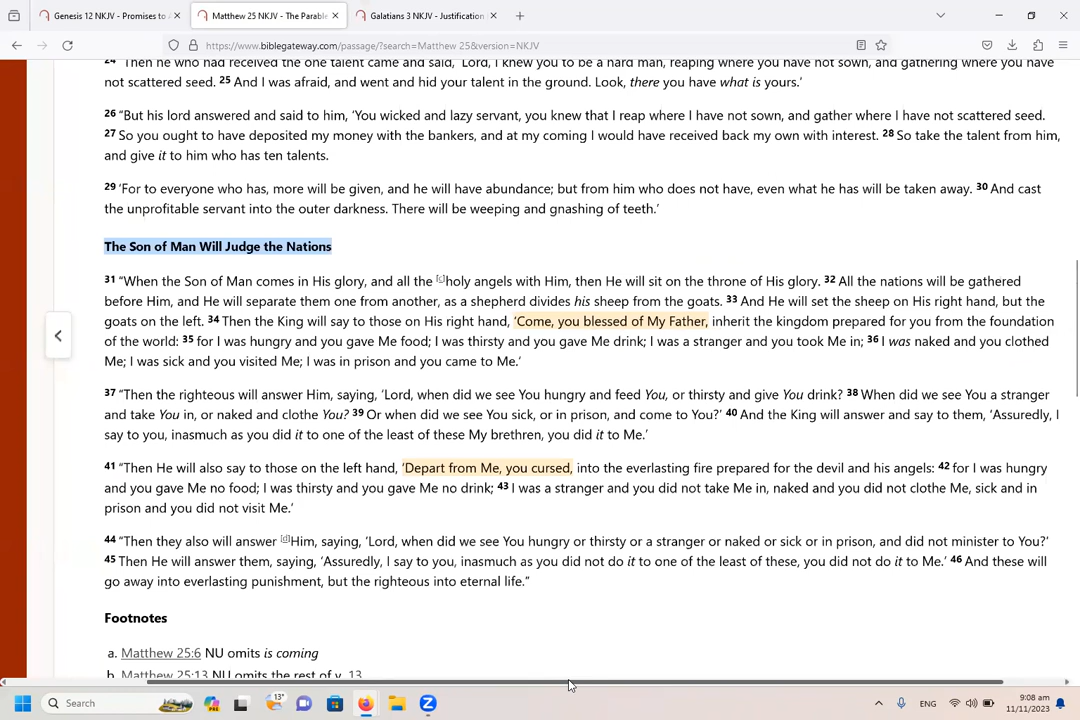 Genesis 12 NKJV - Promises to A
Matthew 25 NKJV - The Parable
Galatians 3 NKJV - Justification
https://www.biblegateway.com/passage/?search=Matthew 25&version=NKJV
24 "Then he who had received the one talent came and said, 'Lord, I knew you to be a hard man, reaping where you have not sown, and gathering where you have
not scattered seed. 25 And I was afraid, and went and hid your talent in the ground. Look, there you have what is yours.'
26 "But his lord answered and said to him, 'You wicked and lazy servant, you knew that I reap where I have not sown, and gather where I have not scattered seed.
27 So you ought to have deposited my money with the bankers, and at my coming I would have received back my own with interest. 28 So take the talent from him,
and give it to him who has ten talents.
29 'For to everyone who has, more will be given, and he will have abundance; but from him who does not have, even what he has will be taken away. 30 And cast
the unprofitable servant into the outer darkness. There will be weeping and gnashing of teeth.'
The Son of Man Will Judge the Nations
31 "When the Son of Man comes in His glory, and all the [c]holy angels with Him, then He will sit on the throne of His glory. 32 All the nations will be gathered
before Him, and He will separate them one from another, as a shepherd divides his sheep from the goats. 33 And He will set the sheep on His right hand, but the
goats on the left. 34 Then the King will say to those on His right hand, 'Come, you blessed of My Father, inherit the kingdom prepared for you from the foundation
of the world: 35 for I was hungry and you gave Me food; I was thirsty and you gave Me drink; I was a stranger and you took Me in; 36 I was naked and you clothed
Me; I was sick and you visited Me; I was in prison and you came to Me.'
37 "Then the righteous will answer Him, saying, 'Lord, when did we see You hungry and feed You, or thirsty and give You drink? 38 When did we see You a stranger
and take You in, or naked and clothe You? 39 Or when did we see You sick, or in prison, and come to You?' 40 And the King will answer and say to them, 'Assuredly, I
say to you, inasmuch as you did it to one of the least of these My brethren, you did it to Me.'
41 "Then He will also say to those on the left hand, 'Depart from Me, you cursed, into the everlasting fire prepared for the devil and his angels: 42 for I was hungry
and you gave Me no food; I was thirsty and you gave Me no drink; 43 I was a stranger and you did not take Me in, naked and you did not clothe Me, sick and in
prison and you did not visit Me.'
44 "Then they also will answer [d]Him, saying, 'Lord, when did we see You hungry or thirsty or a stranger or naked or sick or in prison, and did not minister to You?'
45 Then He will answer them, saying, 'Assuredly, I say to you, inasmuch as you did not do it to one of the least of these, you did not do it to Me.' 46 And these will
go away into everlasting punishment, but the righteous into eternal life."
Footnotes
a. Matthew 25:6 NU omits is coming
b. Matthew 25:13 NU omits the rest of v. 13.
Search
13°
ENG
9:08 am
11/11/2023